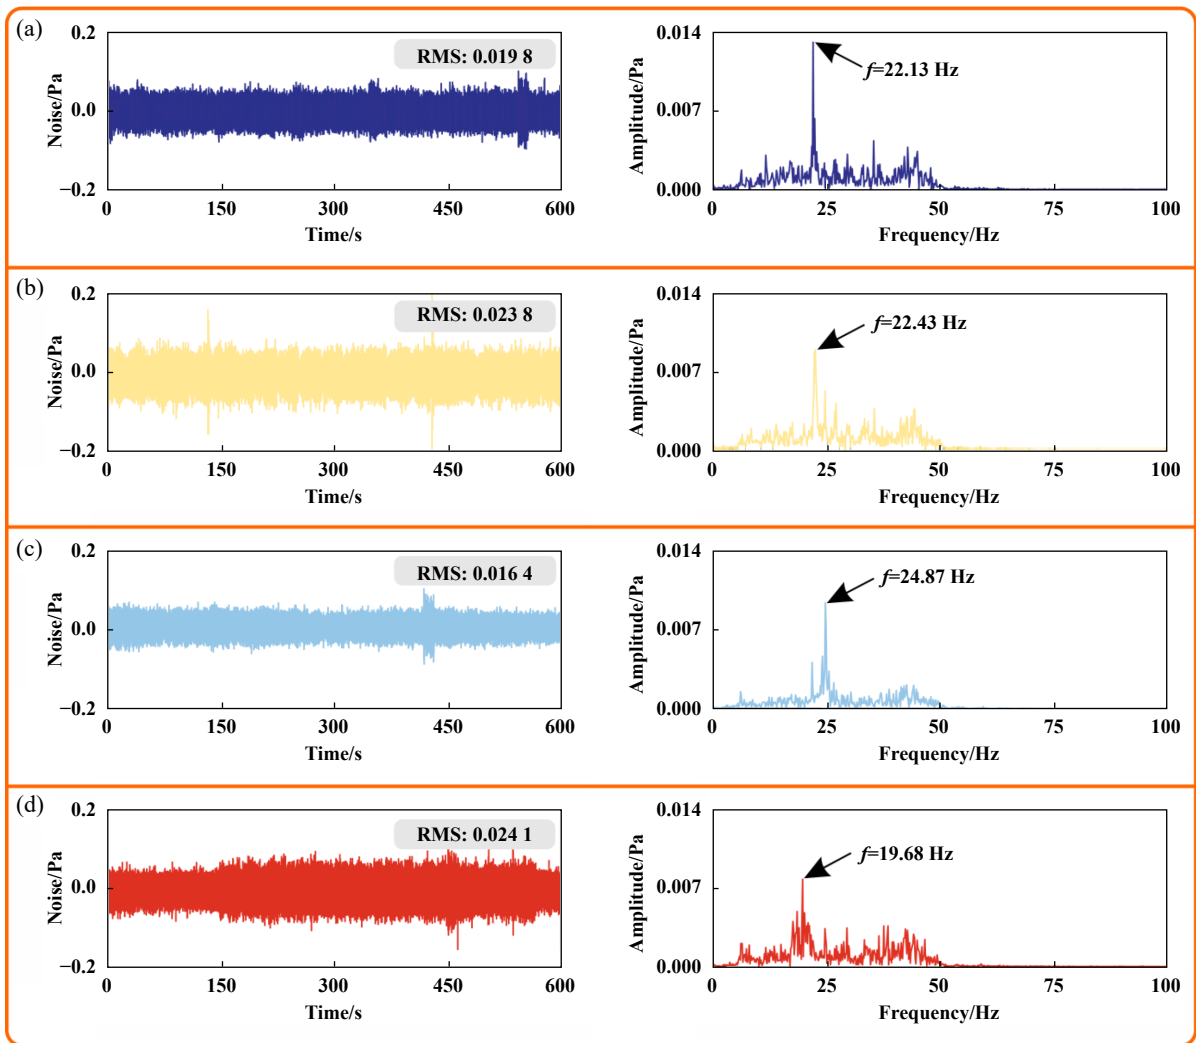 (a)
0.2
0.0
−0.2
Noise/Pa
RMS: 0.019 8
0
150
300
450
600
Time/s
0.014
0.007
0.000
Amplitude/Pa
f=22.13 Hz
0
25
50
75
100
Frequency/Hz
(b)
0.2
0.0
−0.2
Noise/Pa
RMS: 0.023 8
0
150
300
450
600
Time/s
0.014
0.007
0.000
Amplitude/Pa
f=22.43 Hz
0
25
50
75
100
Frequency/Hz
(c)
0.2
0.0
−0.2
Noise/Pa
RMS: 0.016 4
0
150
300
450
600
Time/s
0.014
0.007
0.000
Amplitude/Pa
f=24.87 Hz
0
25
50
75
100
Frequency/Hz
(d)
0.2
0.0
−0.2
Noise/Pa
RMS: 0.024 1
0
150
300
450
600
Time/s
0.014
0.007
0.000
Amplitude/Pa
f=19.68 Hz
0
25
50
75
100
Frequency/Hz